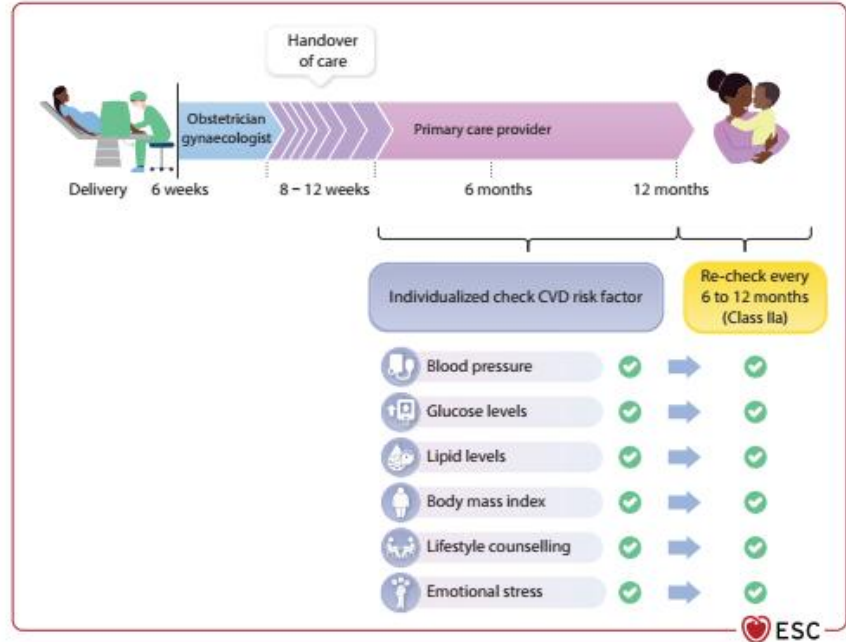 Handover
of care
Obstetrician
gynaecologist
Primary care provider
Delivery
6 weeks
8 – 12 weeks
6 months
12 months
Individualized check CVD risk factor
Re-check every
6 to 12 months
(Class IIa)
Blood pressure
Glucose levels
Lipid levels
Body mass index
Lifestyle counselling
Emotional stress
ESC